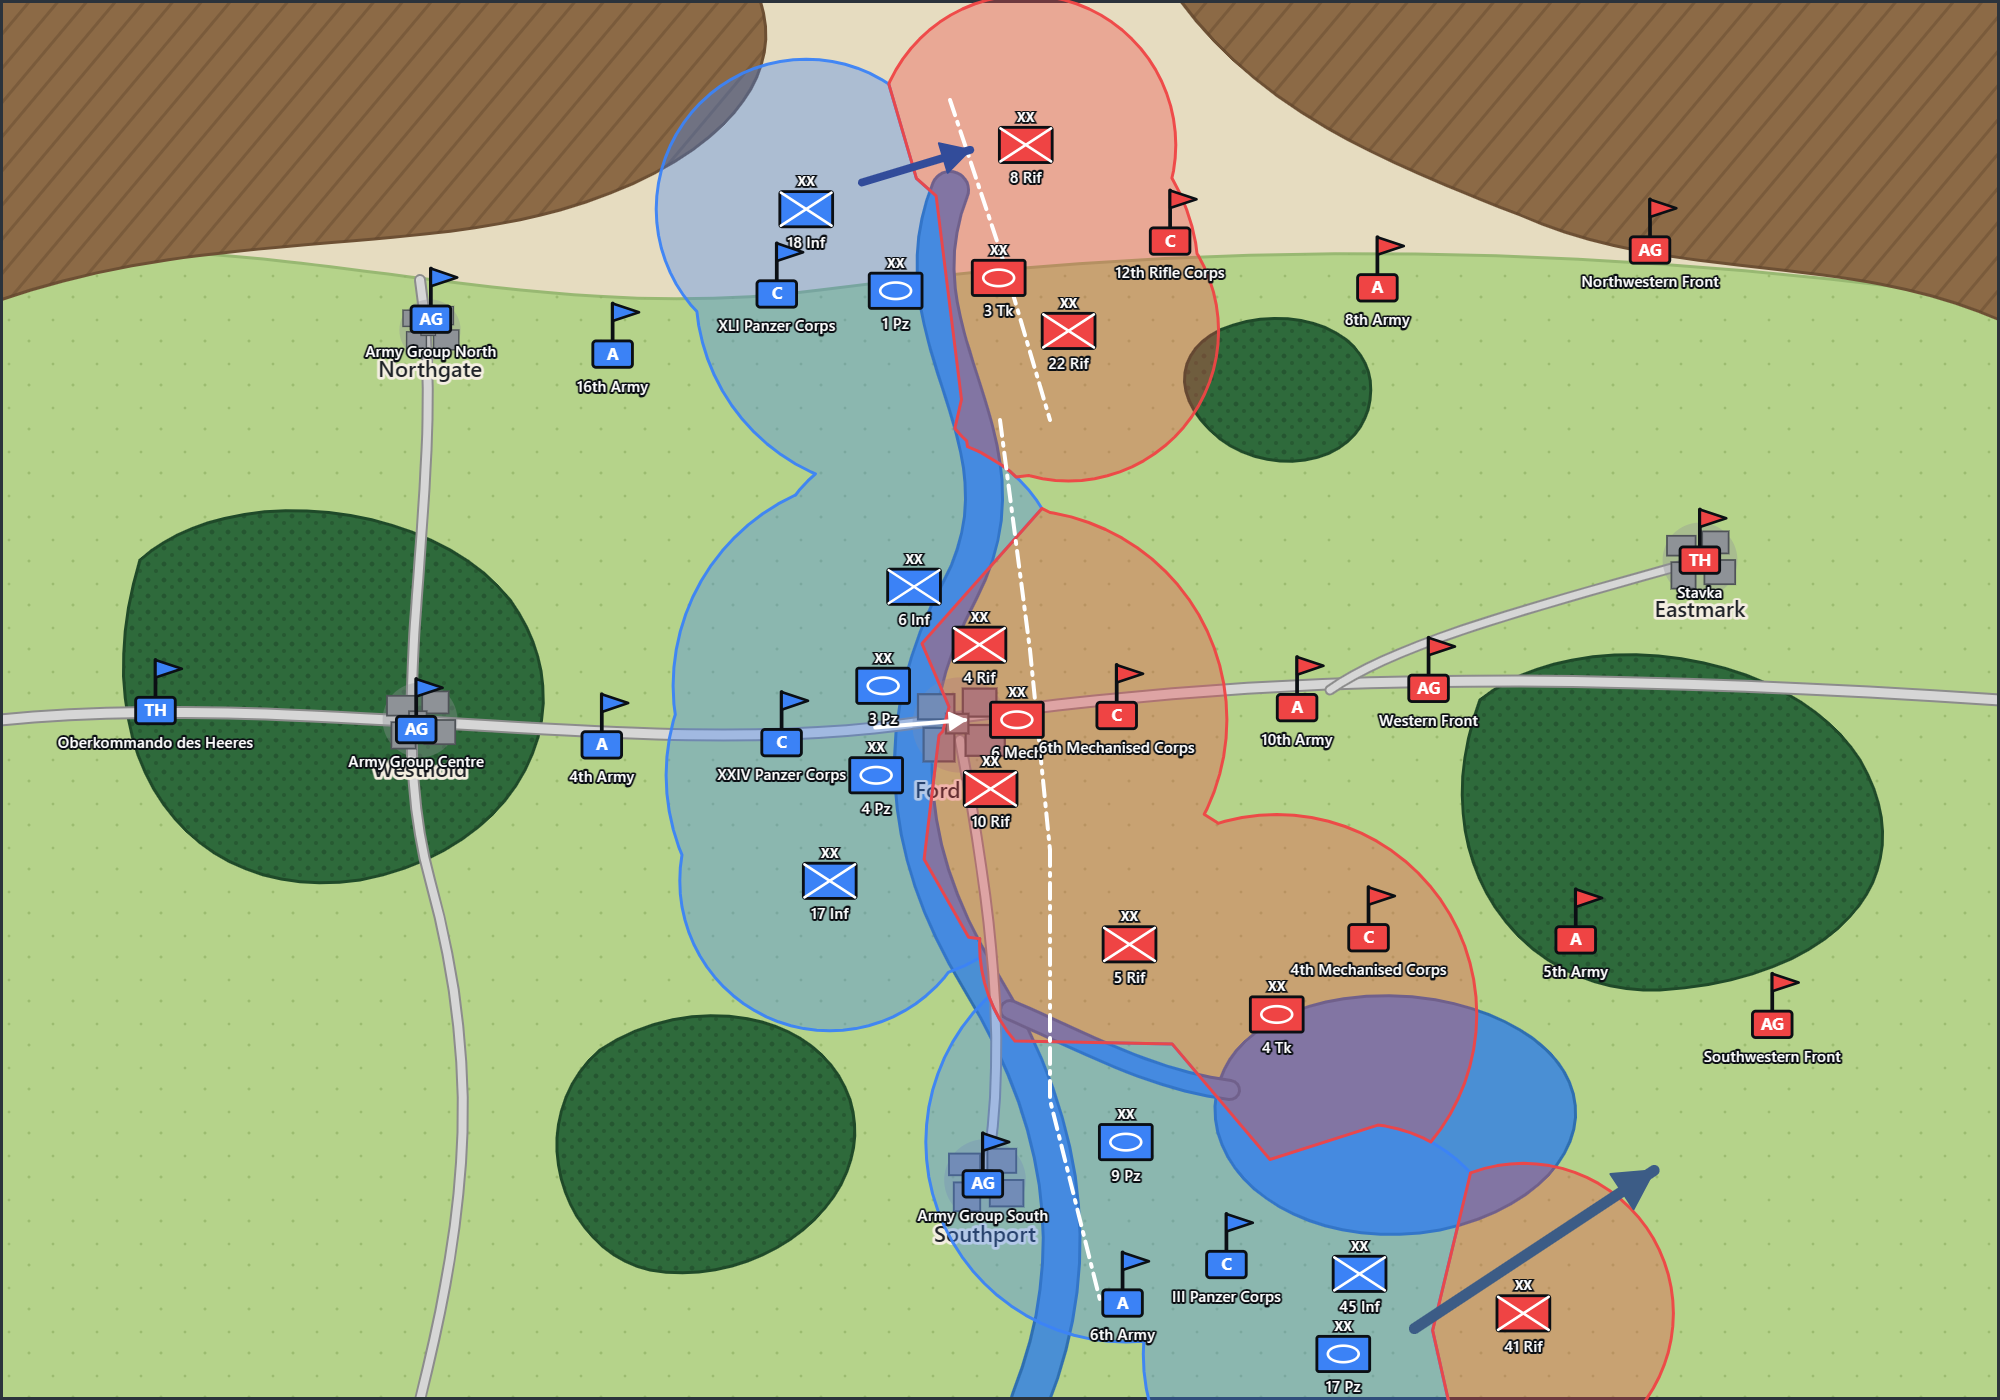 XX
8 Rif
XX
18 Inf
C
XLI Panzer Corps
XX
1 Pz
XX
3 Tk
XX
22 Rif
C
12th Rifle Corps
A
8th Army
AG
Northwestern Front
AG
Army Group North
Northgate
A
16th Army
XX
6 Inf
XX
4 Rif
TH
Stavka
Eastmark
TH
Oberkommando des Heeres
AG
Army Group Centre
Westhold
A
4th Army
C
XXIV Panzer Corps
XX
3 Pz
XX
6 Mech
C
6th Mechanised Corps
A
10th Army
AG
Western Front
XX
4 Pz
Ford
XX
10 Rif
XX
17 Inf
XX
5 Rif
C
4th Mechanised Corps
A
5th Army
XX
4 Tk
AG
Southwestern Front
XX
9 Pz
AG
Army Group South
Southport
A
6th Army
C
III Panzer Corps
XX
45 Inf
XX
17 Pz
XX
41 Rif